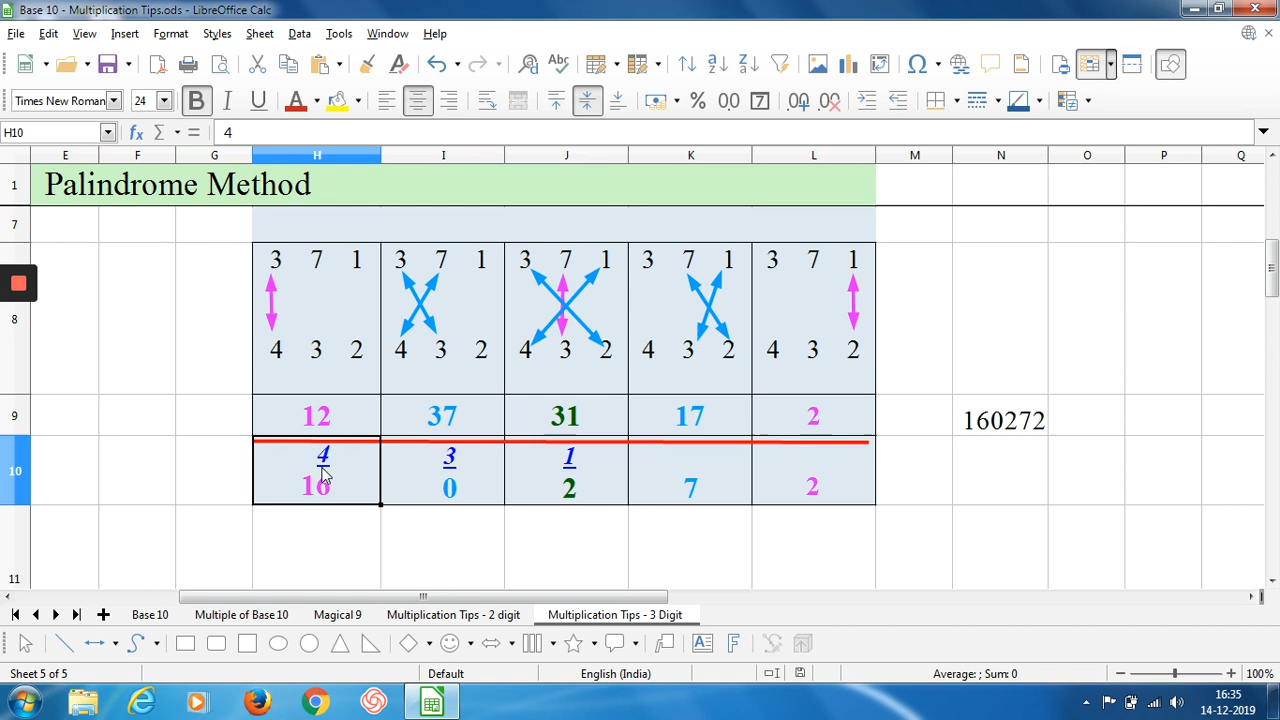 Base 10 - Multiplication Tips.ods - LibreOffice Calc
File Edit View Insert Format Styles Sheet Data Tools Window Help
Times New Roman 24
H10 4
E F G H I J K L M N O P Q
1 Palindrome Method
7
3 7 1 3 7 1 3 7 1 3 7 1 3 7 1
8
4 3 2 4 3 2 4 3 2 4 3 2 4 3 2
9 12 37 31 17 2 160272
4 3 1
10
16 0 2 7 2
11
Base 10 Multiple of Base 10 Magical 9 Multiplication Tips - 2 digit Multiplication Tips - 3 Digit
Sheet 5 of 5 Default English (India) Average: ; Sum: 0 100%
16:35
14-12-2019